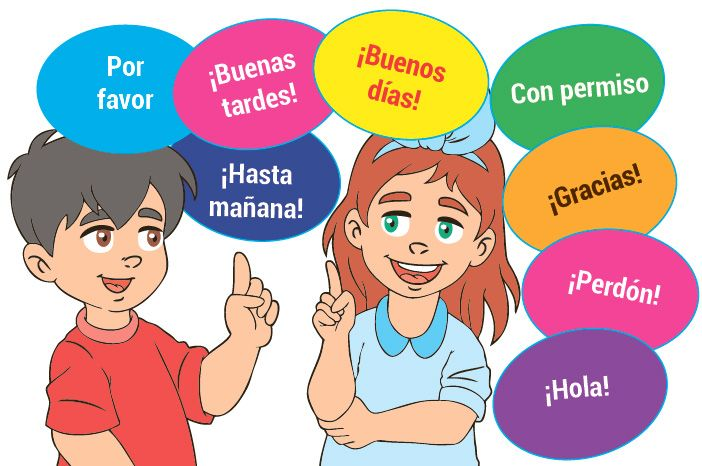 Por
favor
¡Buenas
tardes!
¡Buenos
días!
Con permiso
¡Hasta
mañana!
¡Gracias!
¡Perdón!
¡Hola!